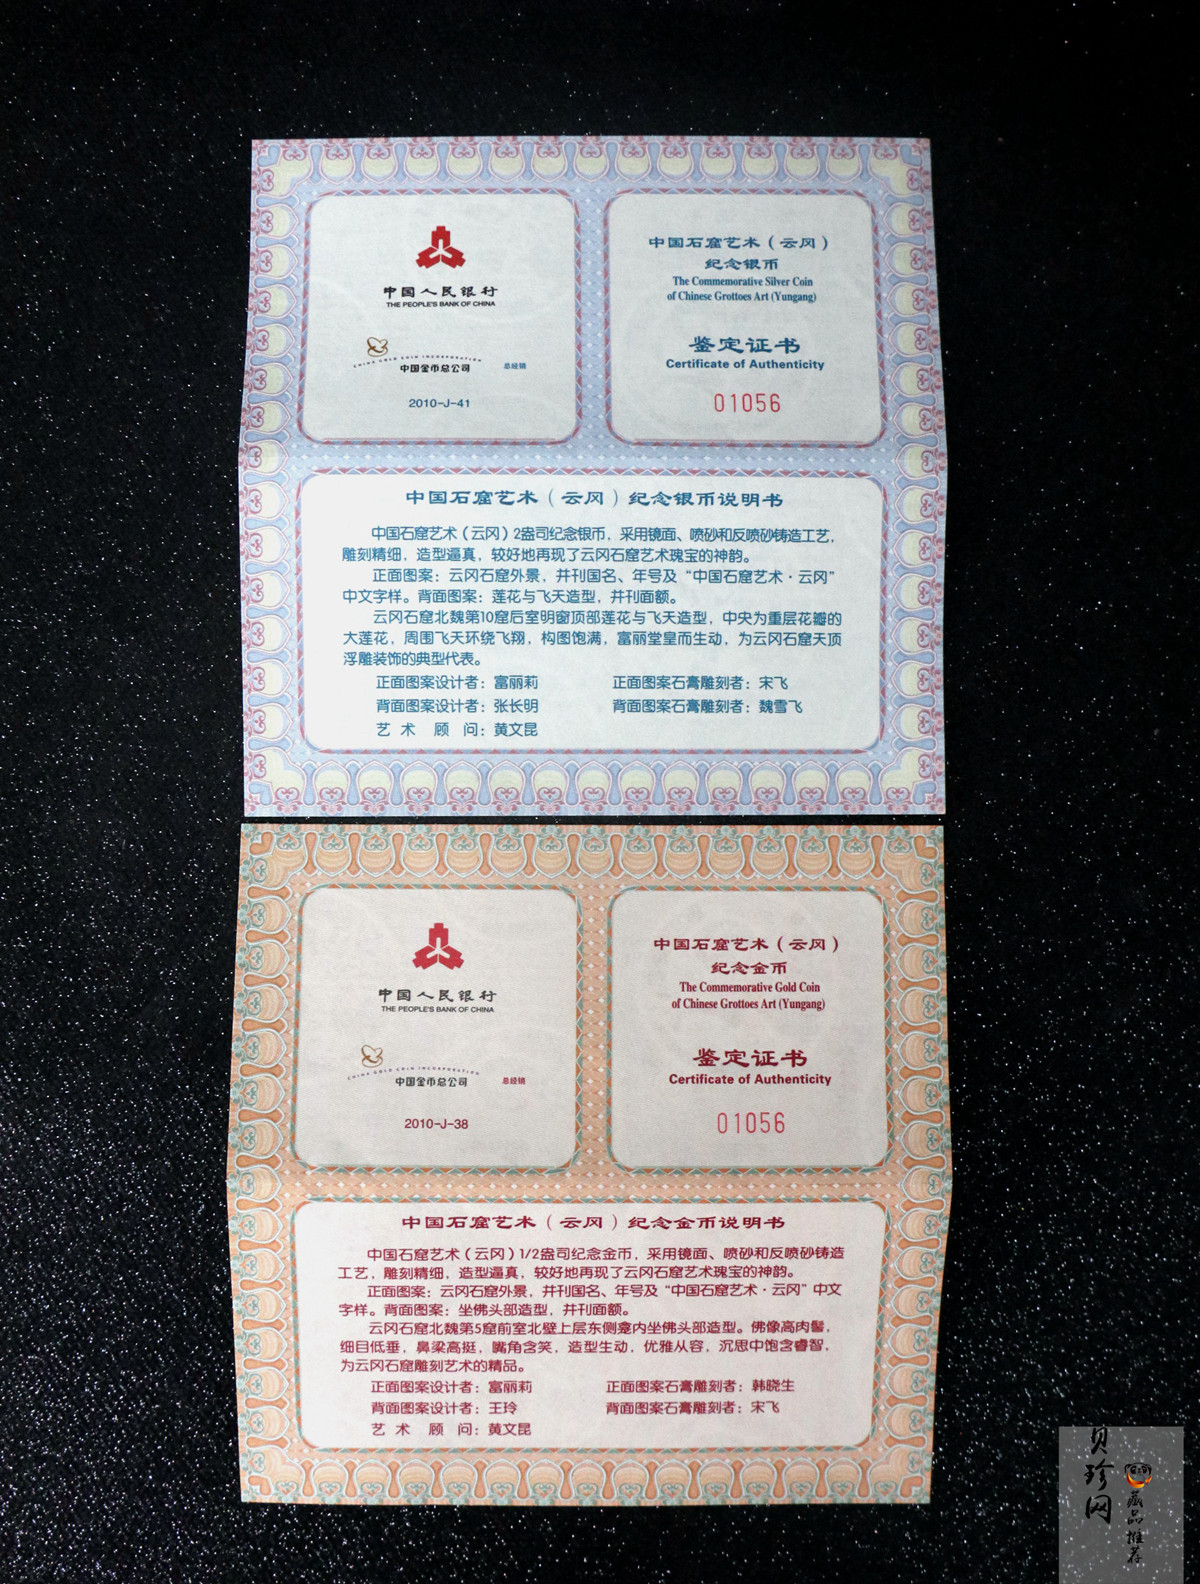 中国人民银行
THE PEOPLE'S BANK OF CHINA
CHINA GOLD COIN INCORPORATION
中国金币总公司 总经销
2010-J-41
中国石窟艺术（云冈）
纪念银币
The Commemorative Silver Coin
of Chinese Grottoes Art (Yungang)
鉴定证书
Certificate of Authenticity
01056
中国石窟艺术（云冈）纪念银币说明书
中国石窟艺术（云冈）2盎司纪念银币，采用镜面、喷砂和反喷砂铸造工艺，
雕刻精细，造型逼真，较好地再现了云冈石窟艺术瑰宝的神韵。
正面图案：云冈石窟外景，并刊国名、年号及“中国石窟艺术·云冈”
中文字样。背面图案：莲花与飞天造型，并刊面额。
云冈石窟北魏第10窟后室明窗顶部莲花与飞天造型，中央为重层花瓣的
大莲花，周围飞天环绕飞翔，构图饱满，富丽堂皇而生动，为云冈石窟天顶
浮雕装饰的典型代表。
正面图案设计者：富丽莉 正面图案石膏雕刻者：宋飞
背面图案设计者：张长明 背面图案石膏雕刻者：魏雪飞
艺术顾问：黄文昆
中国人民银行
THE PEOPLE'S BANK OF CHINA
CHINA GOLD COIN INCORPORATION
中国金币总公司 总经销
2010-J-38
中国石窟艺术（云冈）
纪念金币
The Commemorative Gold Coin
of Chinese Grottoes Art (Yungang)
鉴定证书
Certificate of Authenticity
01056
中国石窟艺术（云冈）纪念金币说明书
中国石窟艺术（云冈）1/2盎司纪念金币，采用镜面、喷砂和反喷砂铸造
工艺，雕刻精细，造型逼真，较好地再现了云冈石窟艺术瑰宝的神韵。
正面图案：云冈石窟外景，并刊国名、年号及“中国石窟艺术·云冈”中文
字样。背面图案：坐佛头部造型，并刊面额。
云冈石窟北魏第5窟前室北壁上层东侧龛内坐佛头部造型。佛像高肉髻，
细目低垂，鼻梁高挺，嘴角含笑，造型生动，优雅从容，沉思中饱含睿智，
为云冈石窟雕刻艺术的精品。
正面图案设计者：富丽莉 正面图案石膏雕刻者：韩晓生
背面图案设计者：王玲 背面图案石膏雕刻者：宋飞
艺术顾问：黄文昆
贝珍网
藏品推荐